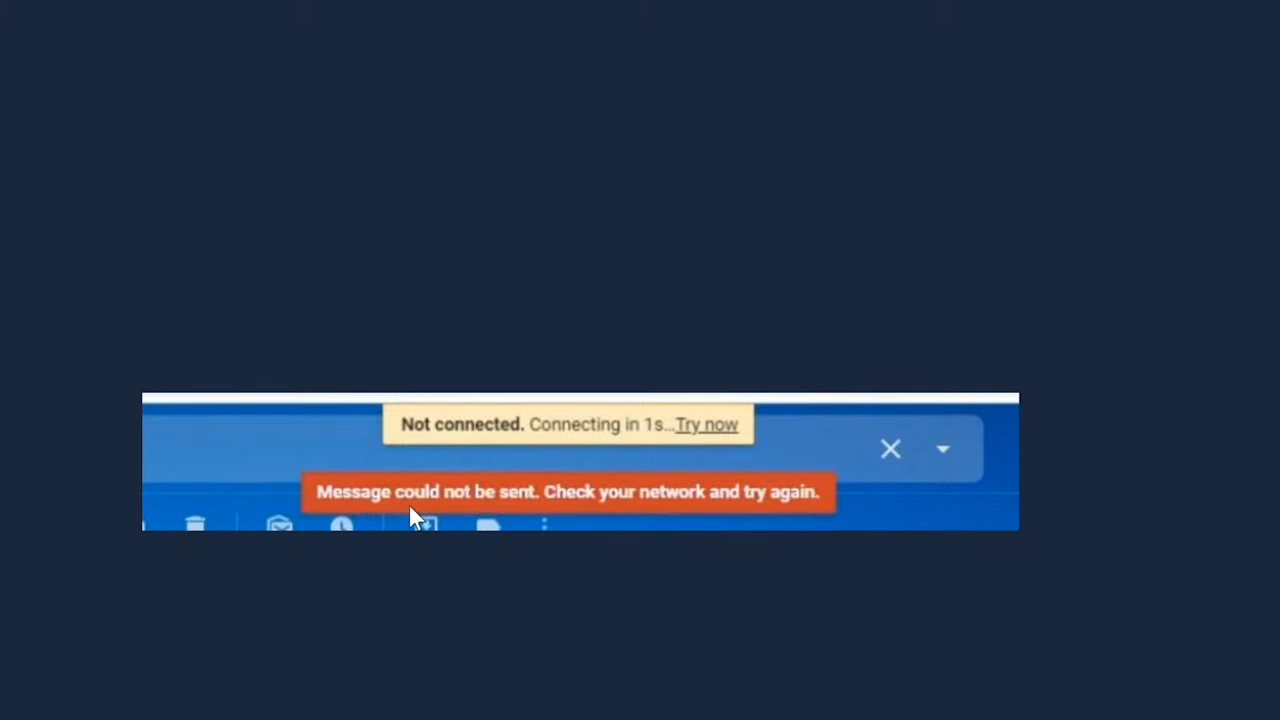 Not connected. Connecting in 1s...Try now
Message could not be sent. Check your network and try again.